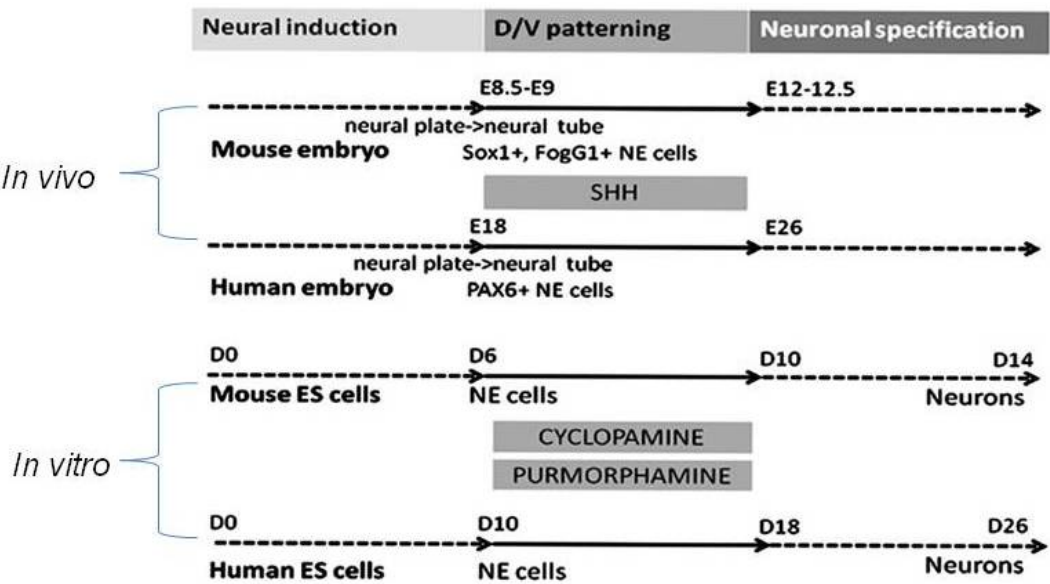 Neural induction D/V patterning Neuronal specification
E8.5-E9 E12-12.5
neural plate->neural tube
Mouse embryo Sox1+, FogG1+ NE cells
In vivo
SHH
E18 E26
neural plate->neural tube
Human embryo PAX6+ NE cells
D0 D6 D10 D14
Mouse ES cells NE cells Neurons
CYCLOPAMINE
In vitro
PURMORPHAMINE
D0 D10 D18 D26
Human ES cells NE cells Neurons